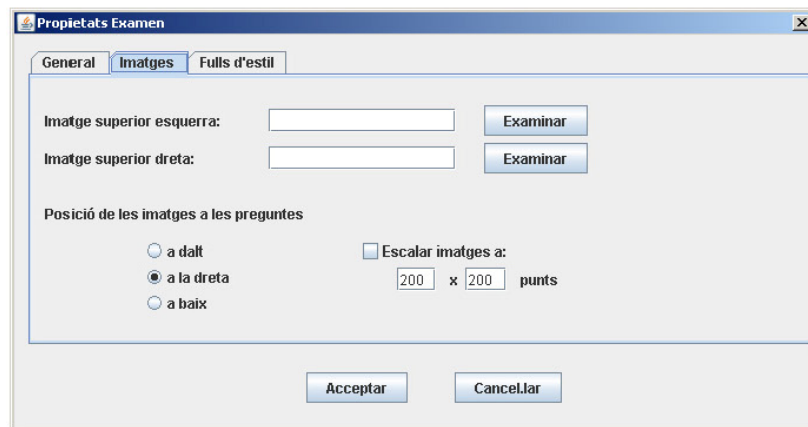 Propietats Examen
General Imatges Fulls d'estil
Imatge superior esquerra: Examinar
Imatge superior dreta: Examinar
Posició de les imatges a les preguntes
a dalt Escalar imatges a:
a la dreta 200 x 200 punts
a baix
Acceptar Cancel.lar